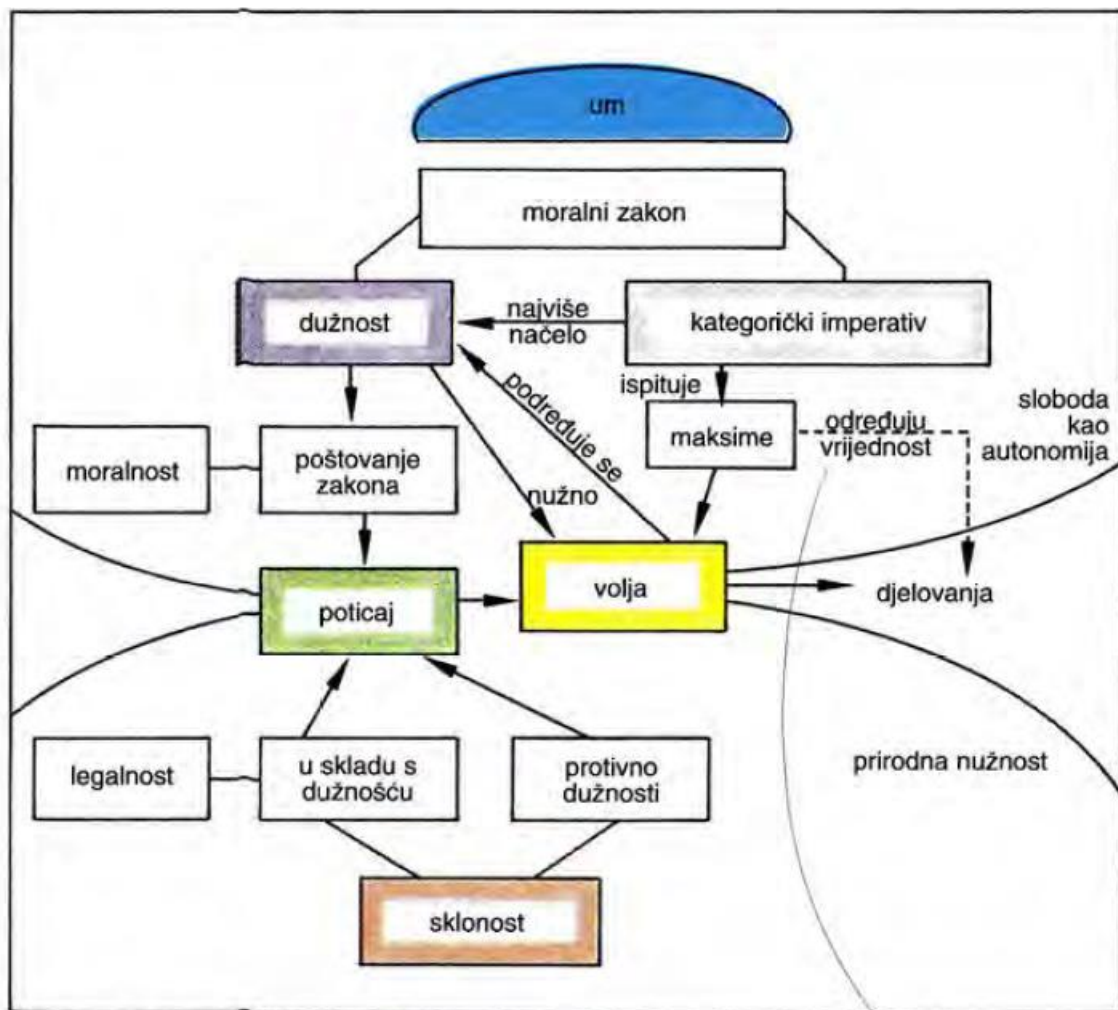 um
moralni zakon
dužnost
najviše
načelo
kategorički imperativ
ispituje
podređuje se
maksime
određuju
vrijednost
sloboda
kao
autonomija
moralnost
poštovanje
zakona
nužno
poticaj
volja
djelovanja
legalnost
u skladu s
dužnošću
protivno
dužnosti
prirodna nužnost
sklonost